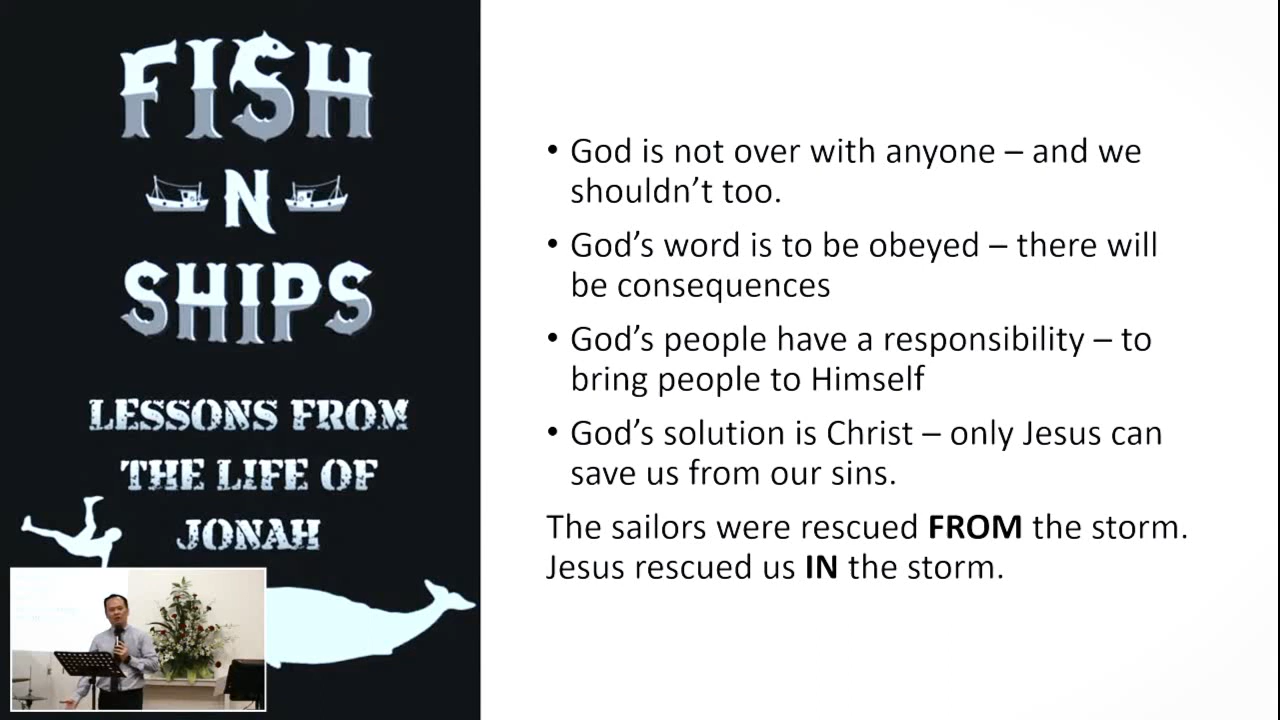 FISH
N
SHIPS
LESSONS FROM
THE LIFE OF
JONAH
• God is not over with anyone – and we
shouldn’t too.
• God’s word is to be obeyed – there will
be consequences
• God’s people have a responsibility – to
bring people to Himself
• God’s solution is Christ – only Jesus can
save us from our sins.
The sailors were rescued FROM the storm.
Jesus rescued us IN the storm.